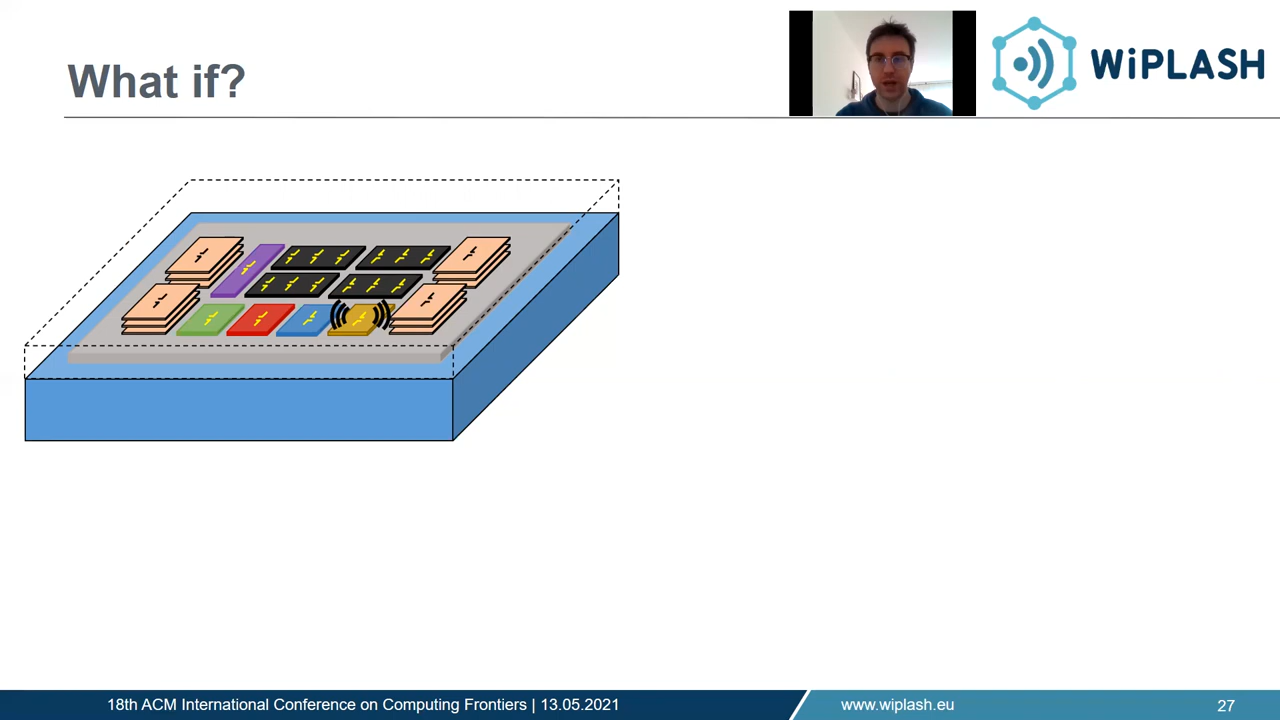 What if?
WiPLASH
18th ACM International Conference on Computing Frontiers | 13.05.2021
www.wiplash.eu
27